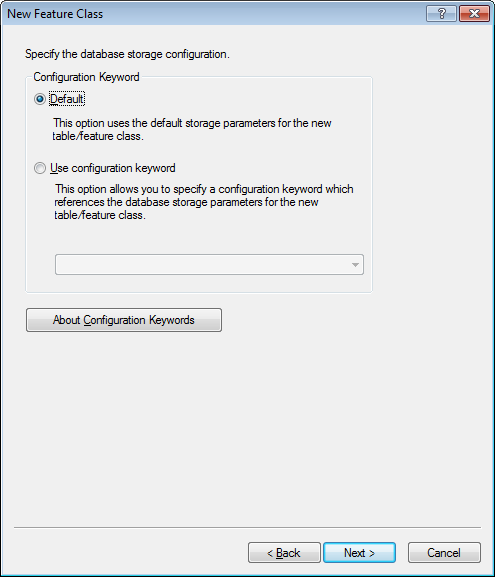 New Feature Class
?
Specify the database storage configuration.
Configuration Keyword
Default
This option uses the default storage parameters for the new
table/feature class.
Use configuration keyword
This option allows you to specify a configuration keyword which
references the database storage parameters for the new
table/feature class.
About Configuration Keywords
< Back Next > Cancel